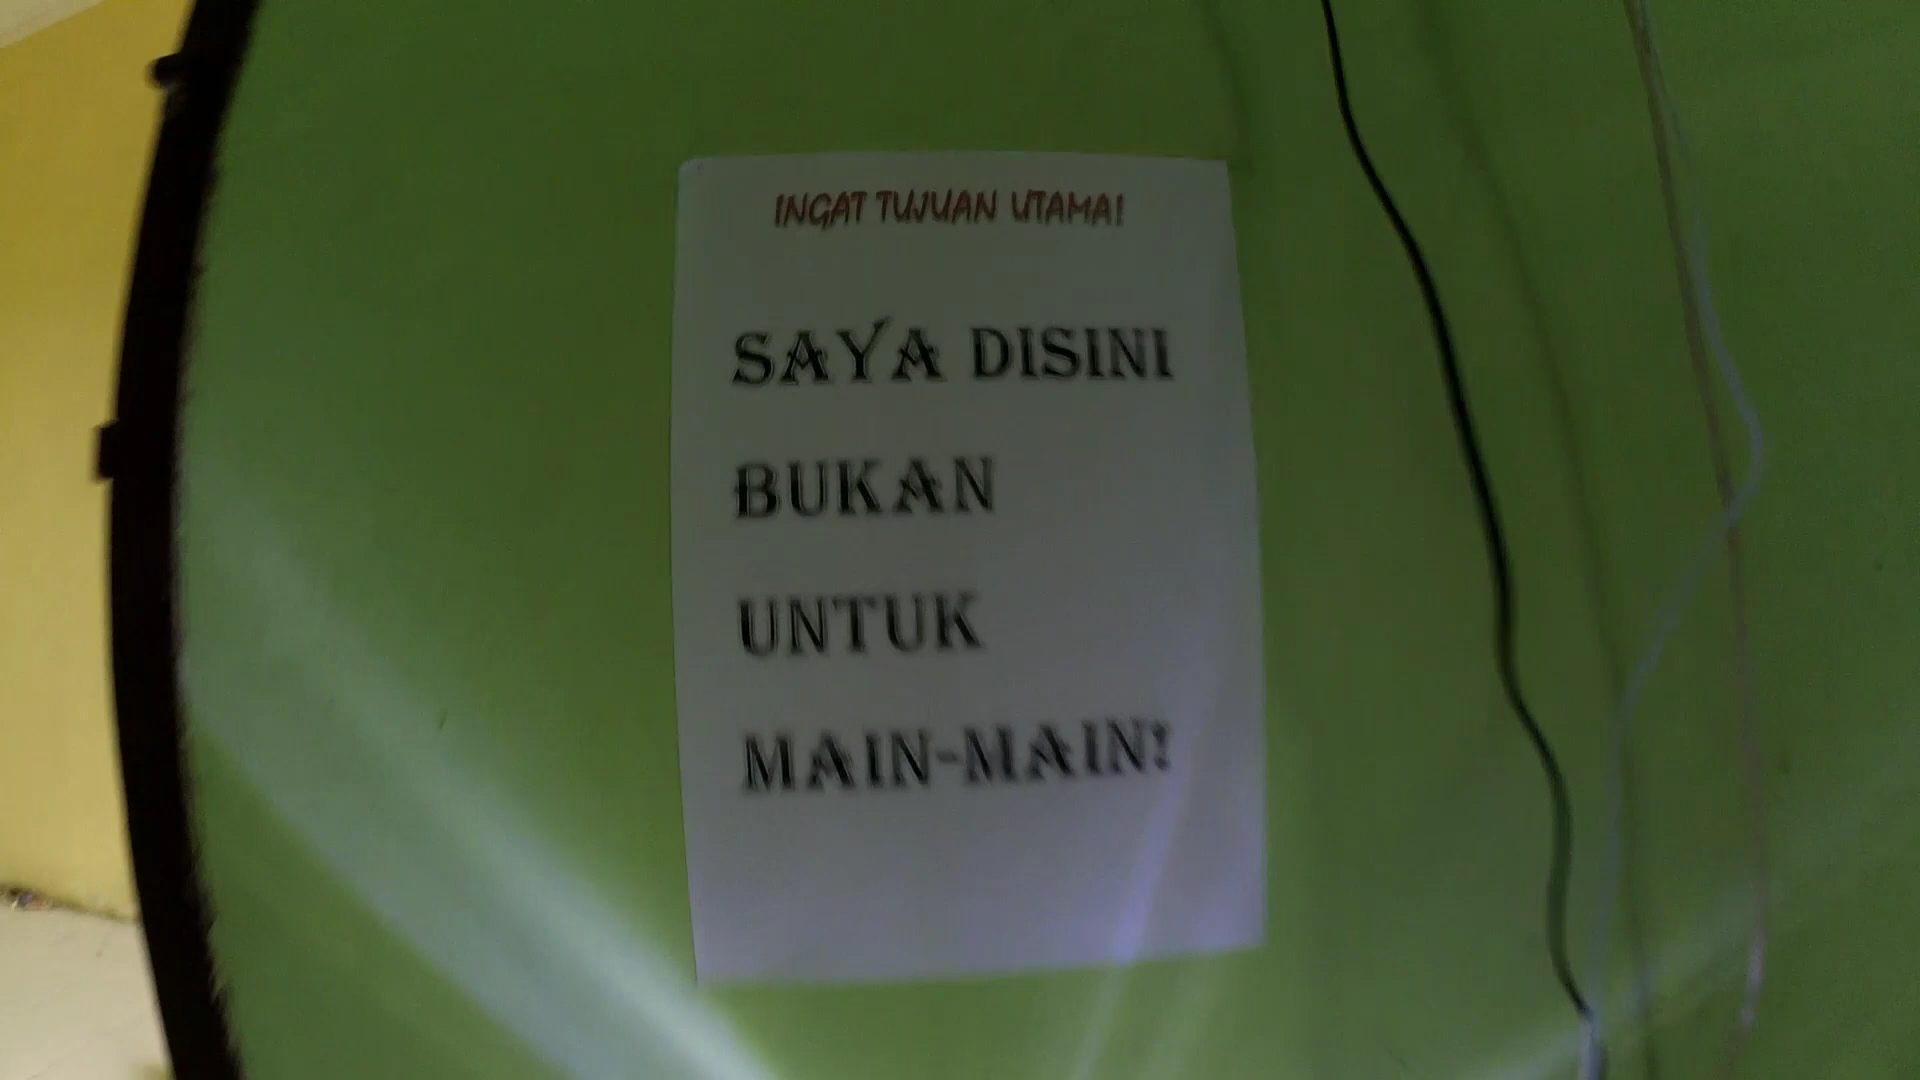 INGAT TUJUAN UTAMA!
SAYA DISINI
BUKAN
UNTUK
MAIN-MAIN!